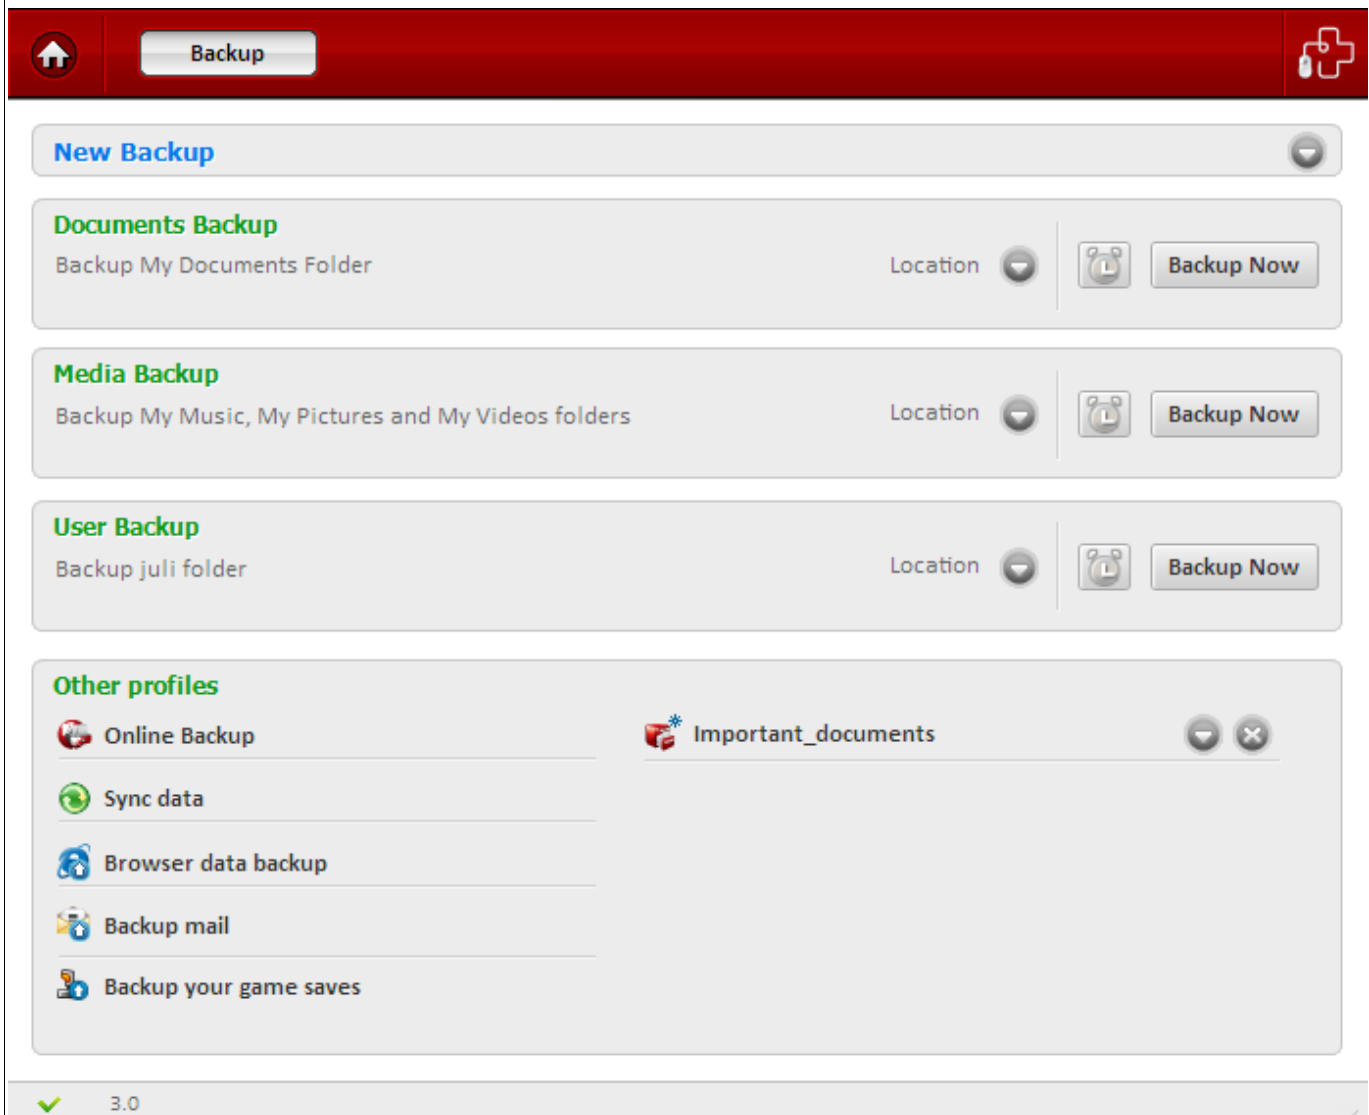 Backup
New Backup
Documents Backup
Backup My Documents Folder
Location
Backup Now
Media Backup
Backup My Music, My Pictures and My Videos folders
Location
Backup Now
User Backup
Backup juli folder
Location
Backup Now
Other profiles
Online Backup
Important_documents
Sync data
Browser data backup
Backup mail
Backup your game saves
3.0